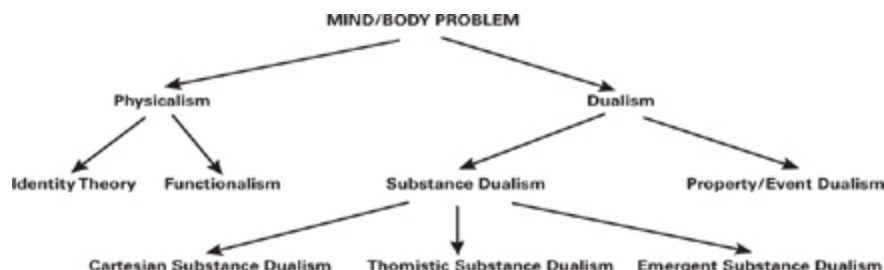 MIND/BODY PROBLEM
Physicalism Dualism
Identity Theory Functionalism Substance Dualism Property/Event Dualism
Cartesian Substance Dualism Thomistic Substance Dualism Emergent Substance Dualism